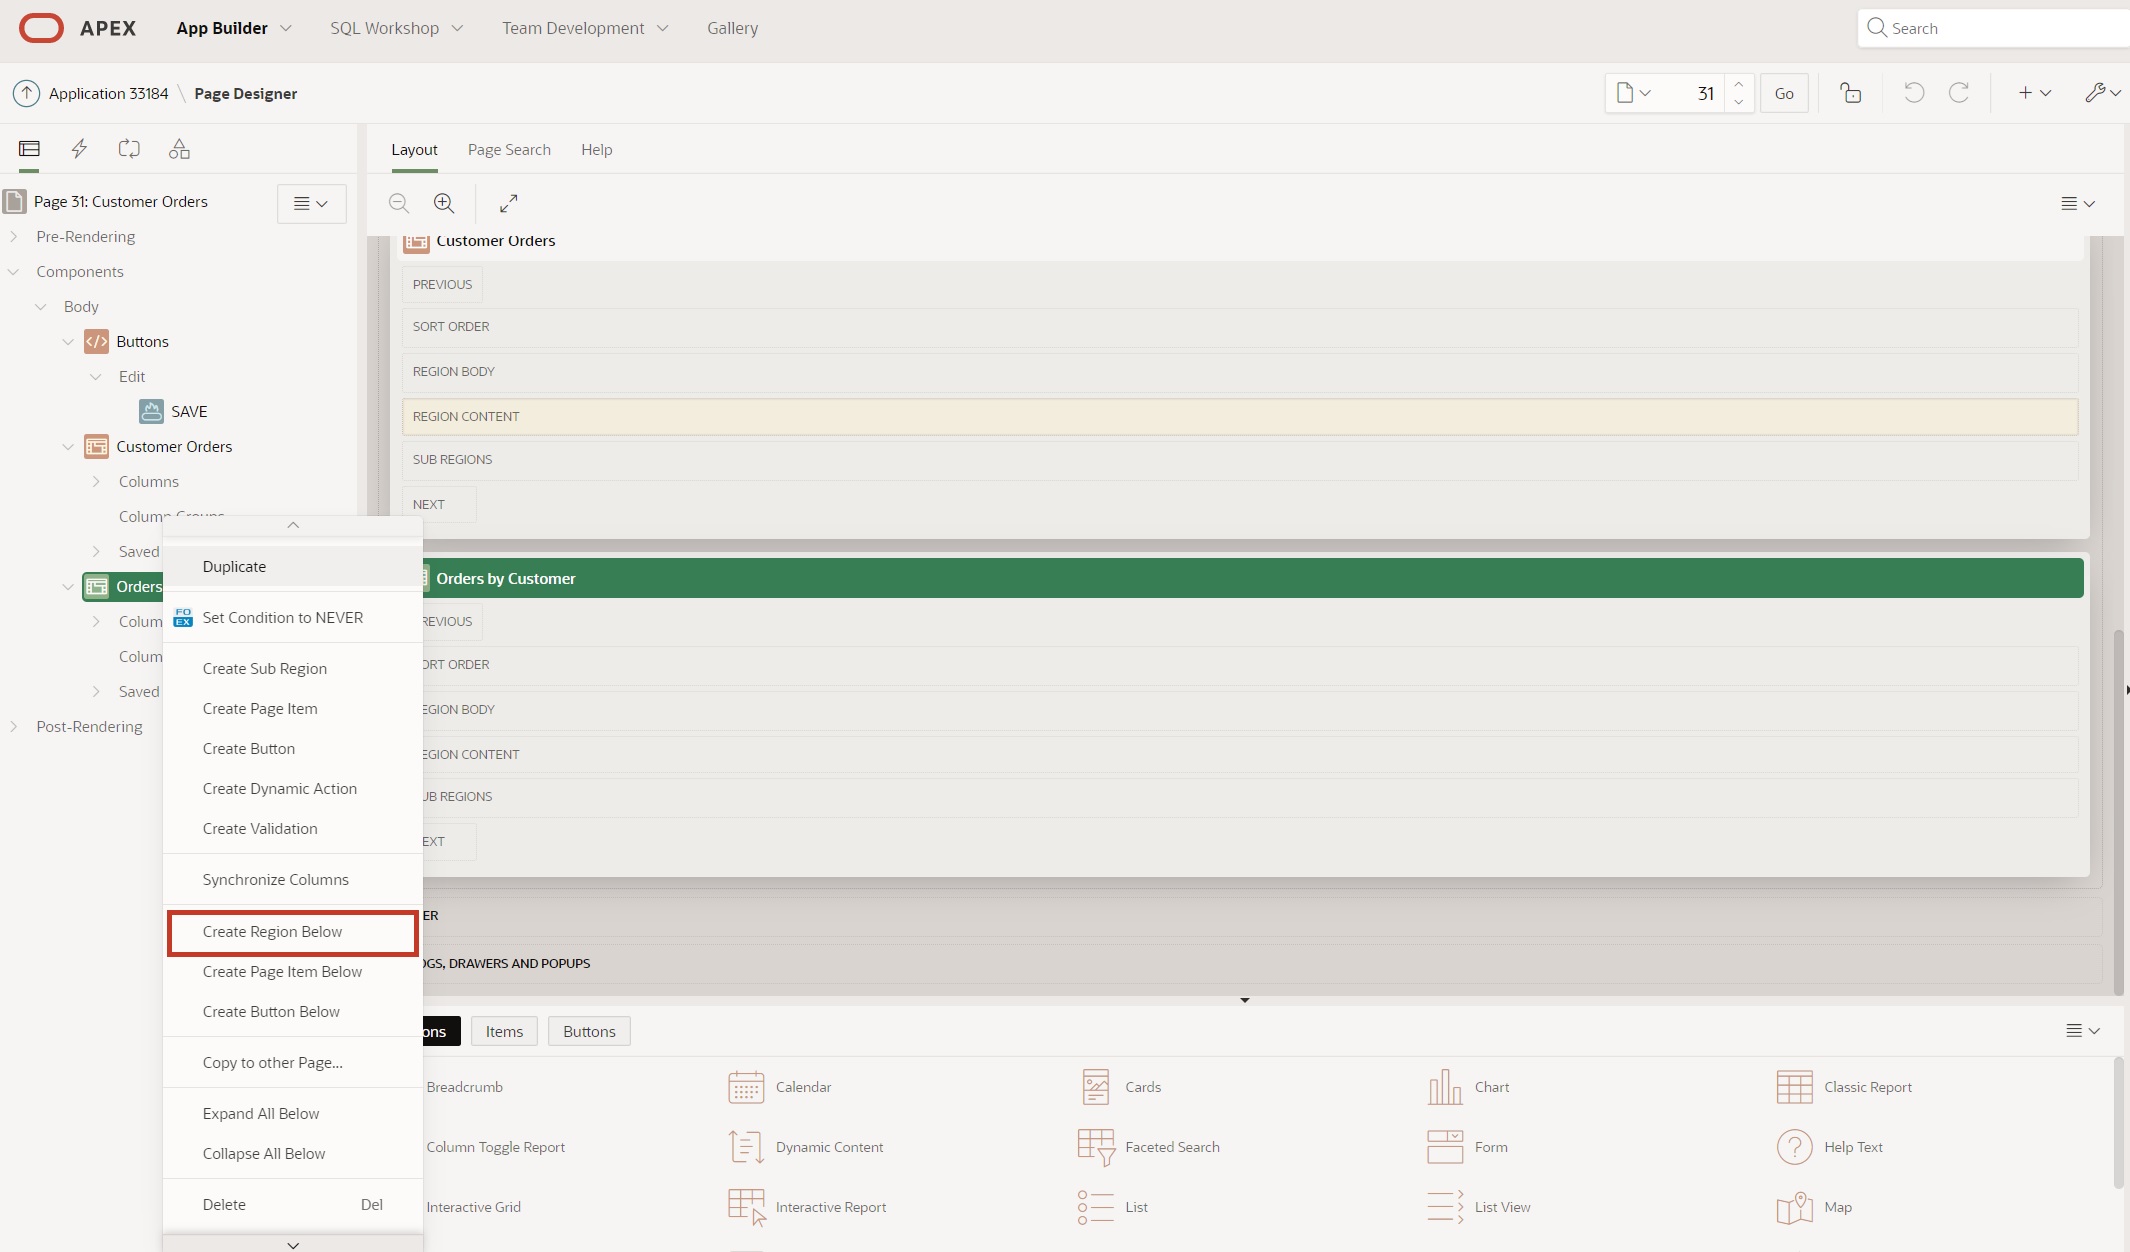 APEX App Builder SQL Workshop Team Development Gallery Search
Application 33184 \ Page Designer 31 Go
Layout Page Search Help
Page 31: Customer Orders
Pre-Rendering
Components
Body
Buttons
Edit
SAVE
Customer Orders
Columns
Column Groups
Saved
Orders
Colum
Colum
Saved
Post-Rendering
Duplicate
FO
EX
Set Condition to NEVER
Create Sub Region
Create Page Item
Create Button
Create Dynamic Action
Create Validation
Synchronize Columns
Create Region Below
Create Page Item Below
Create Button Below
Copy to other Page...
Expand All Below
Collapse All Below
Delete Del
Customer Orders
PREVIOUS
SORT ORDER
REGION BODY
REGION CONTENT
SUB REGIONS
NEXT
Orders by Customer
REVIOUS
ORT ORDER
EGION BODY
EGION CONTENT
UB REGIONS
EXT
ER
OGS, DRAWERS AND POPUPS
ons Items Buttons
Breadcrumb Calendar Cards Chart Classic Report
Column Toggle Report Dynamic Content Faceted Search Form Help Text
Interactive Grid Interactive Report List List View Map